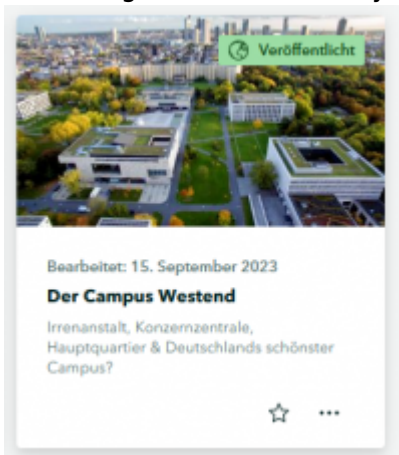 Veröffentlicht
Bearbeitet: 15. September 2023
Der Campus Westend
Irrenanstalt, Konzernzentrale,
Hauptquartier & Deutschlands schönster
Campus?